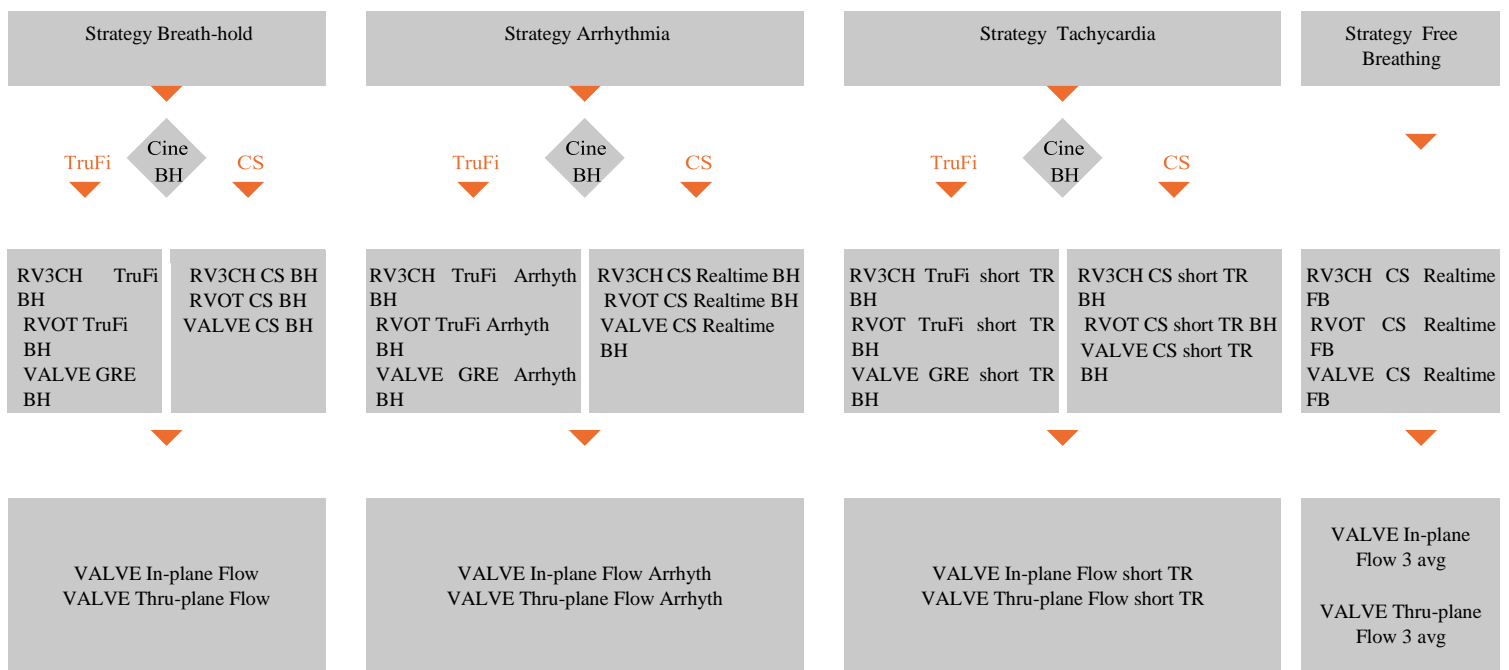 Strategy Breath-hold
TruFi
Cine
BH
CS
RV3CH TruFi
BH
RVOT TruFi
BH
VALVE GRE
BH
RV3CH CS BH
RVOT CS BH
VALVE CS BH
VALVE In-plane Flow
VALVE Thru-plane Flow
Strategy Arrhythmia
TruFi
Cine
BH
CS
RV3CH TruFi Arrhyth
BH
RVOT TruFi Arrhyth
BH
VALVE GRE Arrhyth
BH
RV3CH CS Realtime BH
RVOT CS Realtime BH
VALVE CS Realtime
BH
VALVE In-plane Flow Arrhyth
VALVE Thru-plane Flow Arrhyth
Strategy Tachycardia
TruFi
Cine
BH
CS
RV3CH TruFi short TR
BH
RVOT TruFi short TR
BH
VALVE GRE short TR
BH
RV3CH CS short TR
BH
RVOT CS short TR BH
VALVE CS short TR
BH
VALVE In-plane Flow short TR
VALVE Thru-plane Flow short TR
Strategy Free
Breathing
RV3CH CS Realtime
FB
RVOT CS Realtime
FB
VALVE CS Realtime
FB
VALVE In-plane
Flow 3 avg
VALVE Thru-plane
Flow 3 avg